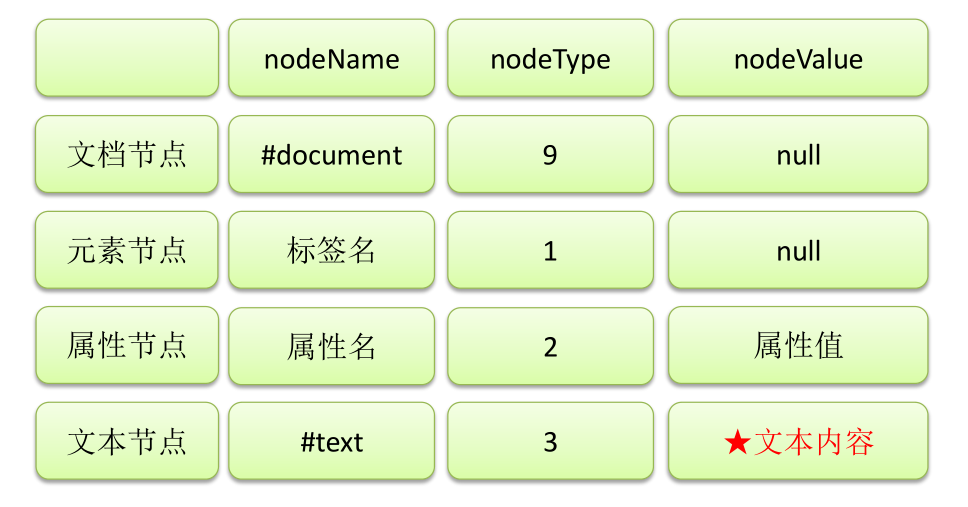 nodeName nodeType nodeValue
文档节点 #document 9 null
元素节点 标签名 1 null
属性节点 属性名 2 属性值
文本节点 #text 3 ★文本内容